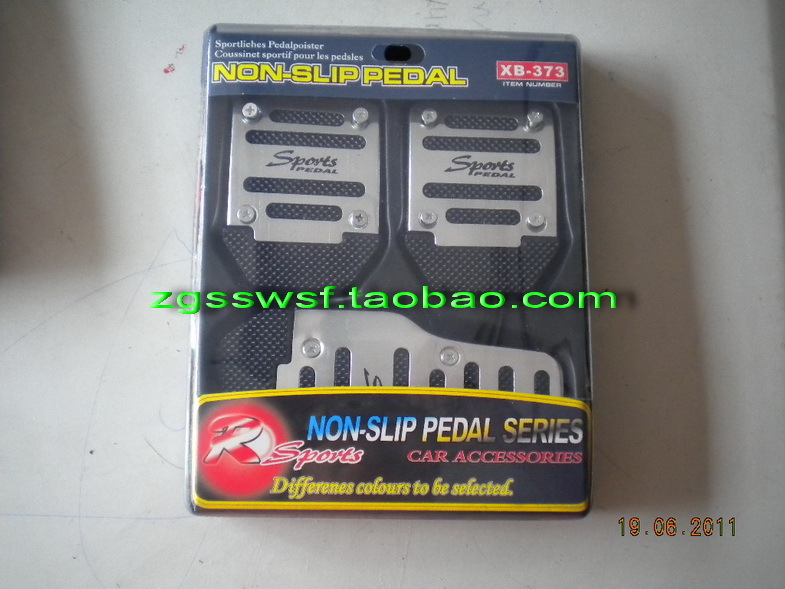 Sportliches Pedalpoister
Coussinet sportif pour les pedsles
NON-SLIP PEDAL
XB-373
ITEM NUMBER
Sports
PEDAL
Sports
PEDAL
zgsswsf.taobao.com
R
Sports
NON-SLIP PEDAL SERIES
CAR ACCESSORIES
Differenes colours to be selected.
19.06.2011